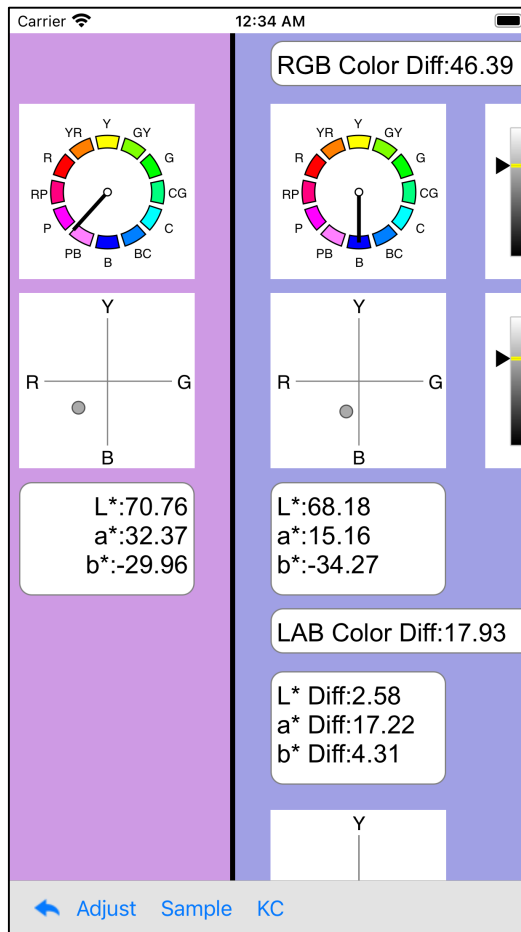 Carrier 12:34 AM
RGB Color Diff:46.39
Y
YR GY
R G
RP CG
P C
PB BC
B
Y
YR GY
R G
RP CG
P C
PB BC
B
Y
R G
B
Y
R G
B
L*:70.76
a*:32.37
b*:-29.96
L*:68.18
a*:15.16
b*:-34.27
LAB Color Diff:17.93
L* Diff:2.58
a* Diff:17.22
b* Diff:4.31
Y
Adjust Sample KC